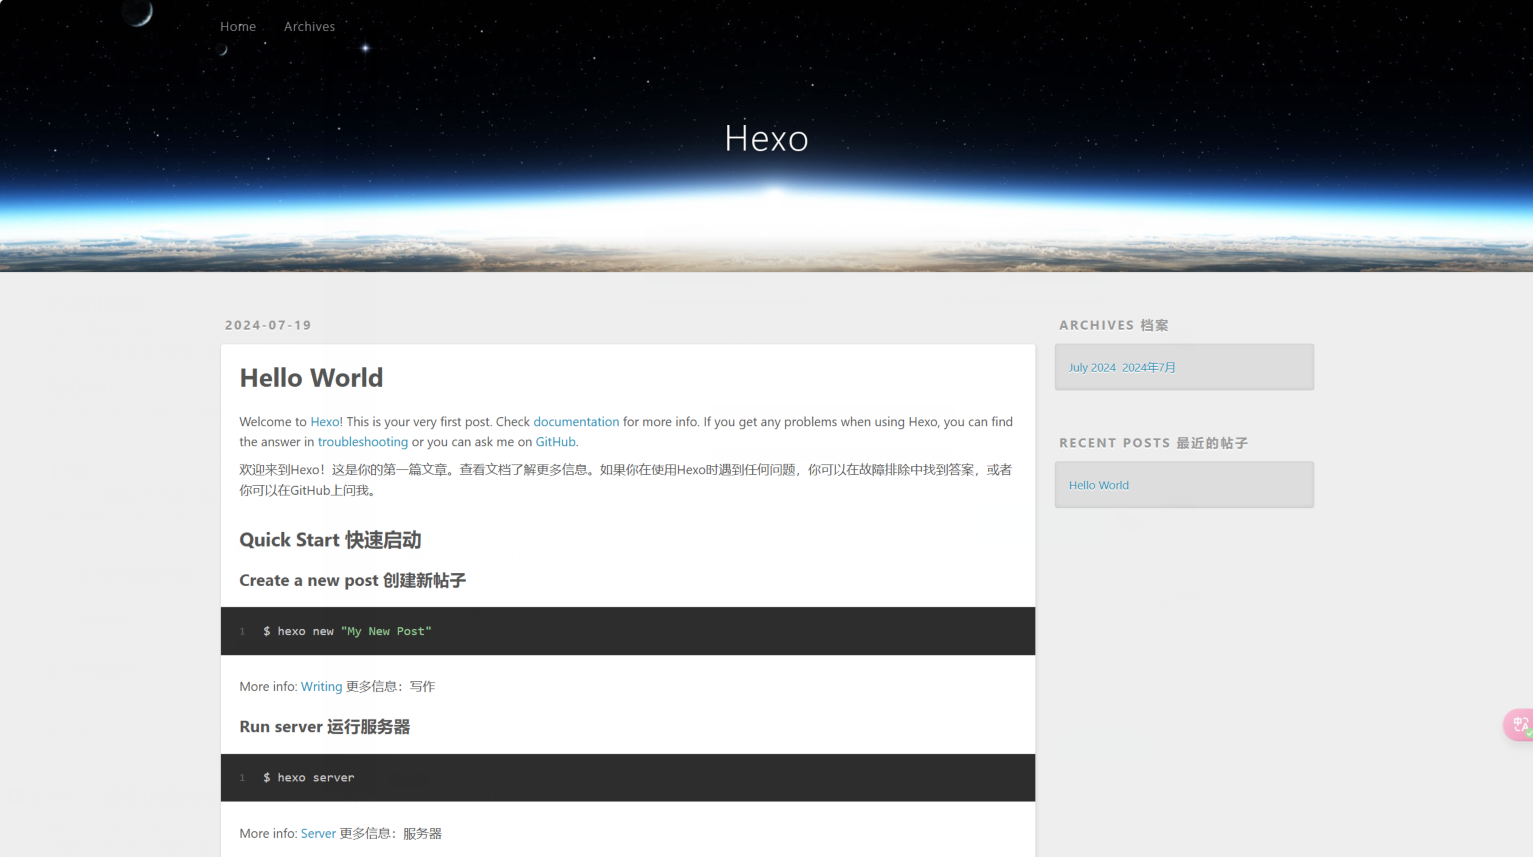 Home Archives
Hexo
2024-07-19
Hello World
Welcome to Hexo! This is your very first post. Check documentation for more info. If you get any problems when using Hexo, you can find
the answer in troubleshooting or you can ask me on GitHub.
欢迎来到Hexo！这是你的第一篇文章。查看文档了解更多信息。如果你在使用Hexo时遇到任何问题，你可以在故障排除中找到答案，或者
你可以在GitHub上问我。
Quick Start 快速启动
Create a new post 创建新帖子
1 $ hexo new "My New Post"
More info: Writing 更多信息：写作
Run server 运行服务器
1 $ hexo server
More info: Server 更多信息：服务器
ARCHIVES 档案
July 2024 2024年7月
RECENT POSTS 最近的帖子
Hello World